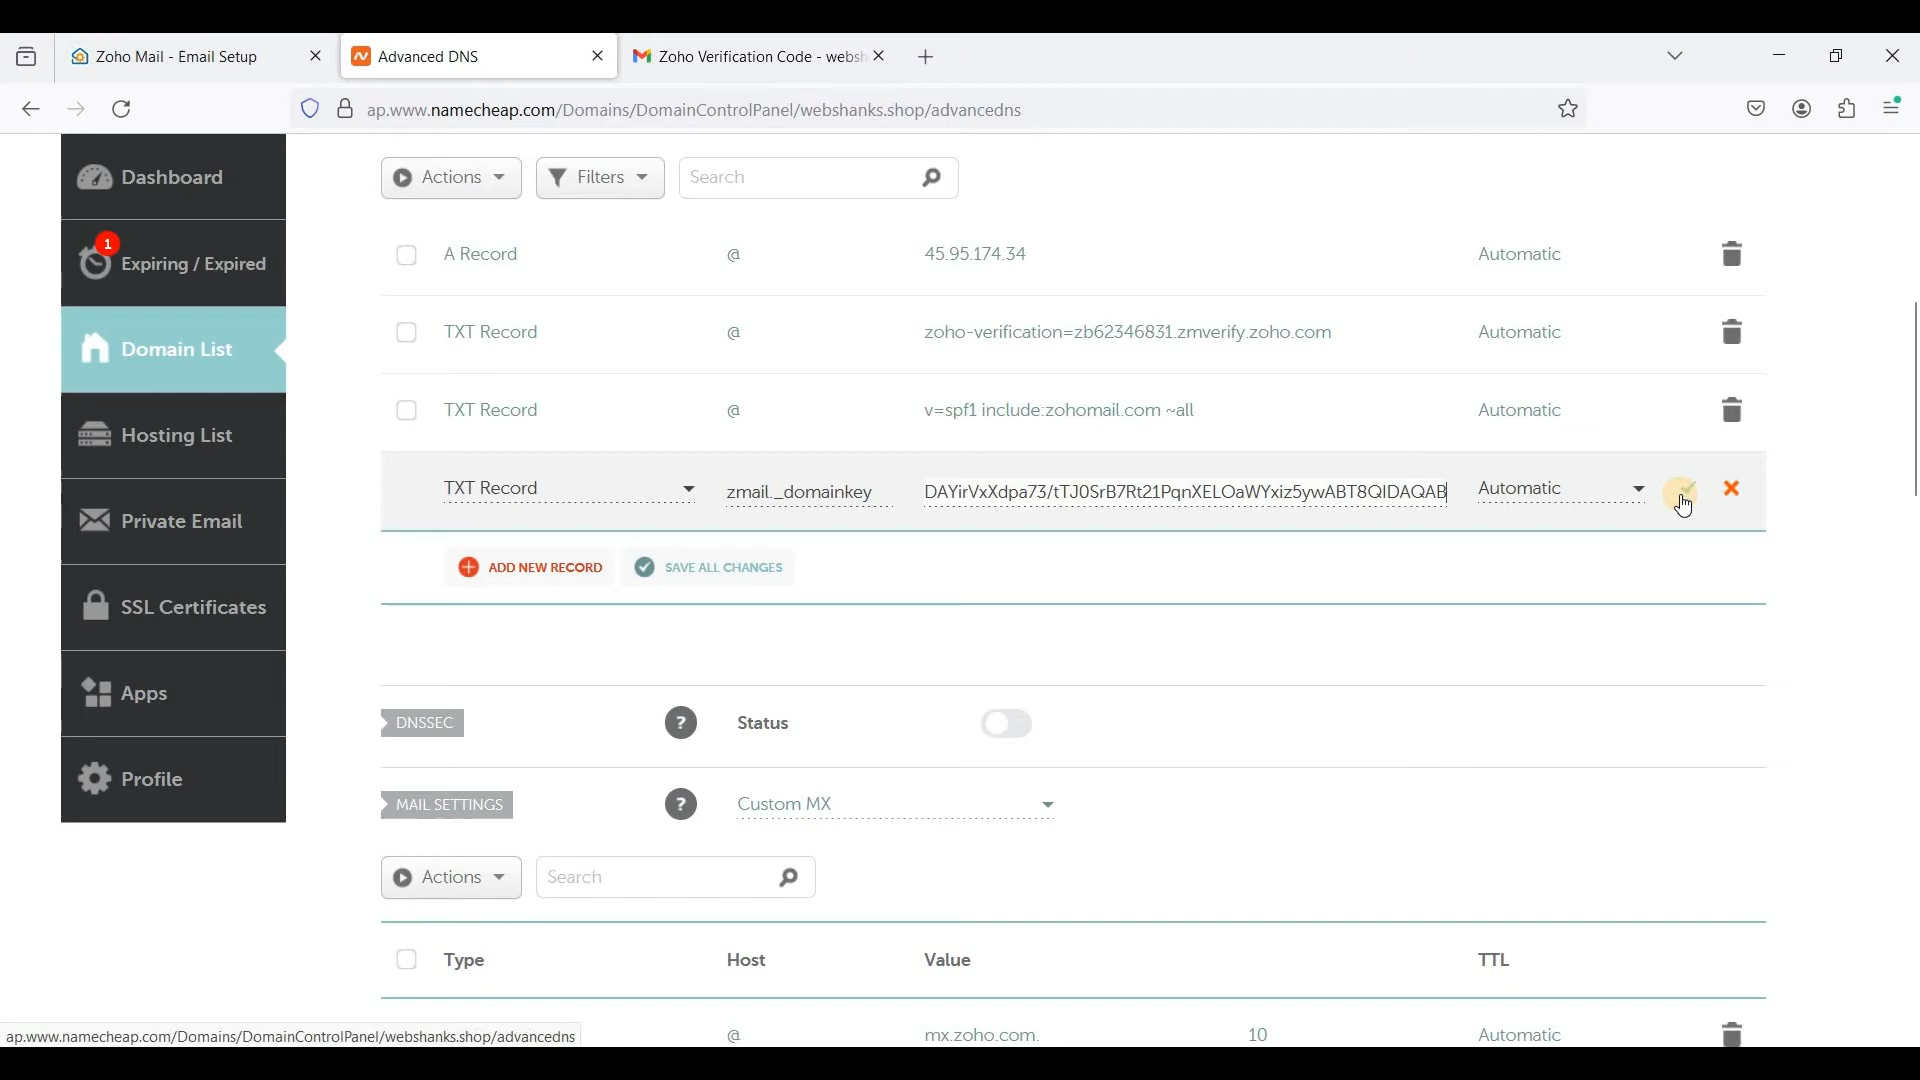 Zoho Mail - Email Setup
Advanced DNS
Zoho Verification Code - websh
ap.www.namecheap.com/Domains/DomainControlPanel/webshanks.shop/advancedns
Dashboard
1
Expiring / Expired
Domain List
Hosting List
Private Email
SSL Certificates
Apps
Profile
Actions Filters Search
A Record @ 45.95.174.34 Automatic
TXT Record @ zoho-verification=zb62346831.zmverify.zoho.com Automatic
TXT Record @ v=spf1 include:zohomail.com ~all Automatic
TXT Record zmail._domainkey DAYirVxXdpa73/tTJ0SrB7Rt21PqnXELOaWYxiz5ywABT8QIDAQAB Automatic
ADD NEW RECORD SAVE ALL CHANGES
DNSSEC ? Status
MAIL SETTINGS ? Custom MX
Actions Search
Type Host Value TTL
@ mx.zoho.com. 10 Automatic
ap.www.namecheap.com/Domains/DomainControlPanel/webshanks.shop/advancedns